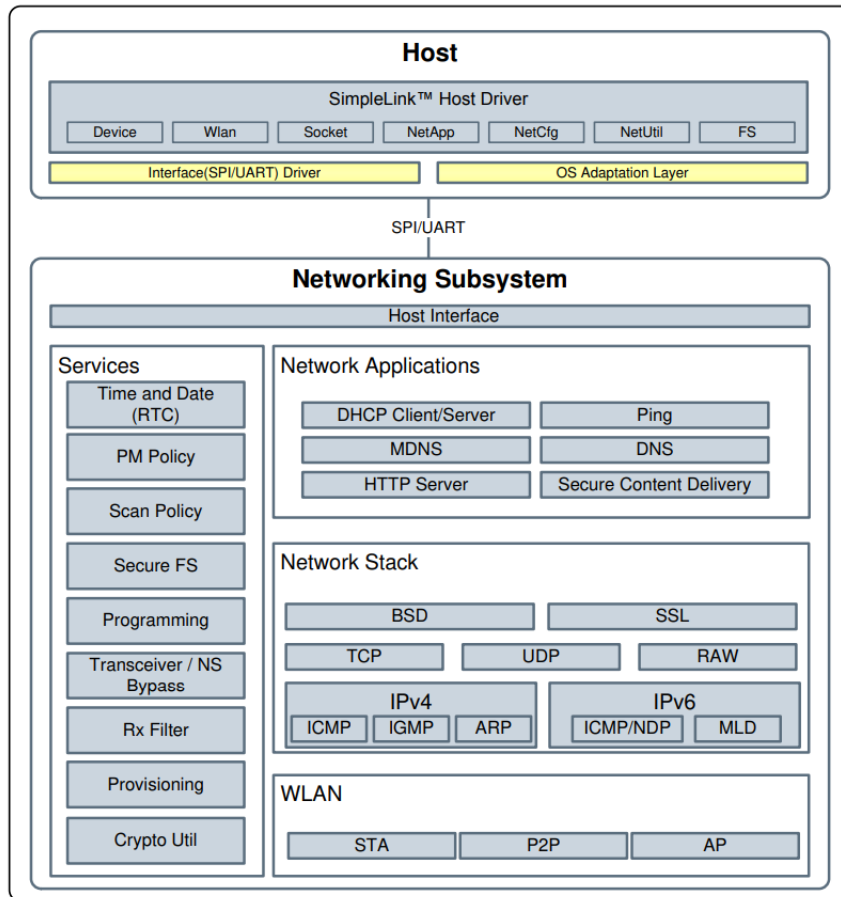 Host
SimpleLink™ Host Driver
Device Wlan Socket NetApp NetCfg NetUtil FS
Interface(SPI/UART) Driver OS Adaptation Layer
SPI/UART
Networking Subsystem
Host Interface
Services
Time and Date
(RTC)
PM Policy
Scan Policy
Secure FS
Programming
Transceiver / NS
Bypass
Rx Filter
Provisioning
Crypto Util
Network Applications
DHCP Client/Server Ping
MDNS DNS
HTTP Server Secure Content Delivery
Network Stack
BSD SSL
TCP UDP RAW
IPv4 IPv6
ICMP IGMP ARP ICMP/NDP MLD
WLAN
STA P2P AP